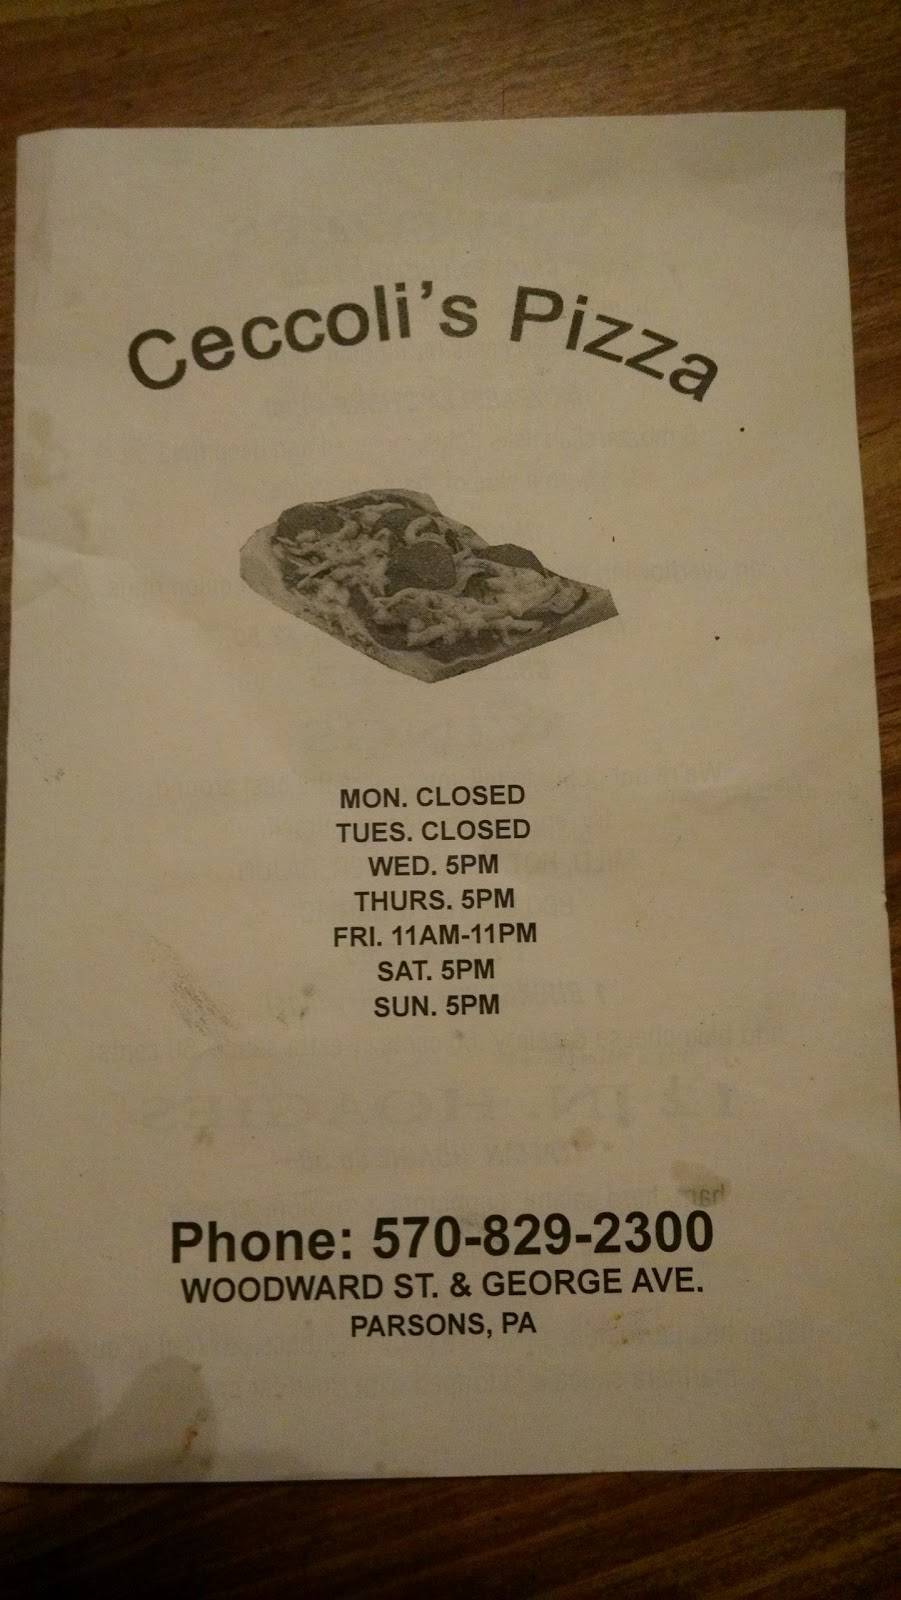 Ceccoli's Pizza
MON. CLOSED
TUES. CLOSED
WED. 5PM
THURS. 5PM
FRI. 11AM-11PM
SAT. 5PM
SUN. 5PM
Phone: 570-829-2300
WOODWARD ST. & GEORGE AVE.
PARSONS, PA